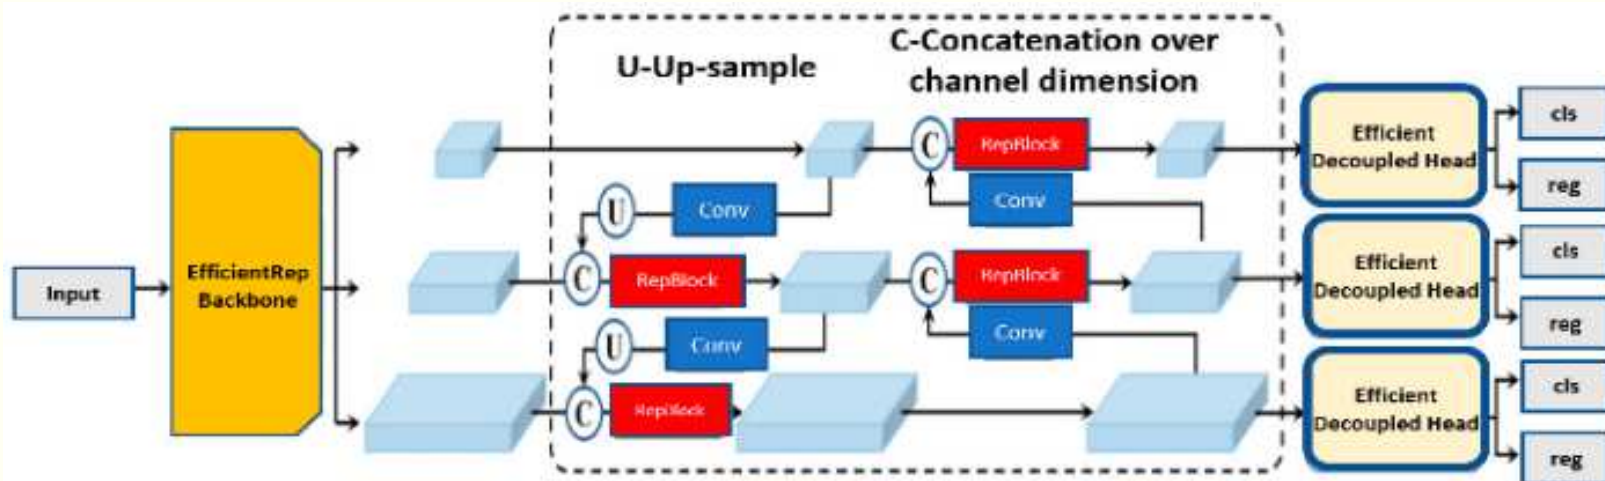 U-Up-sample
C-Concatenation over
channel dimension
Input
EfficientRep
Backbone
C
RepBlock
U
Conv
Conv
C
RepBlock
C
RepBlock
U
Conv
Conv
C
RepBlock
Efficient
Decoupled Head
cls
reg
Efficient
Decoupled Head
cls
reg
Efficient
Decoupled Head
cls
reg